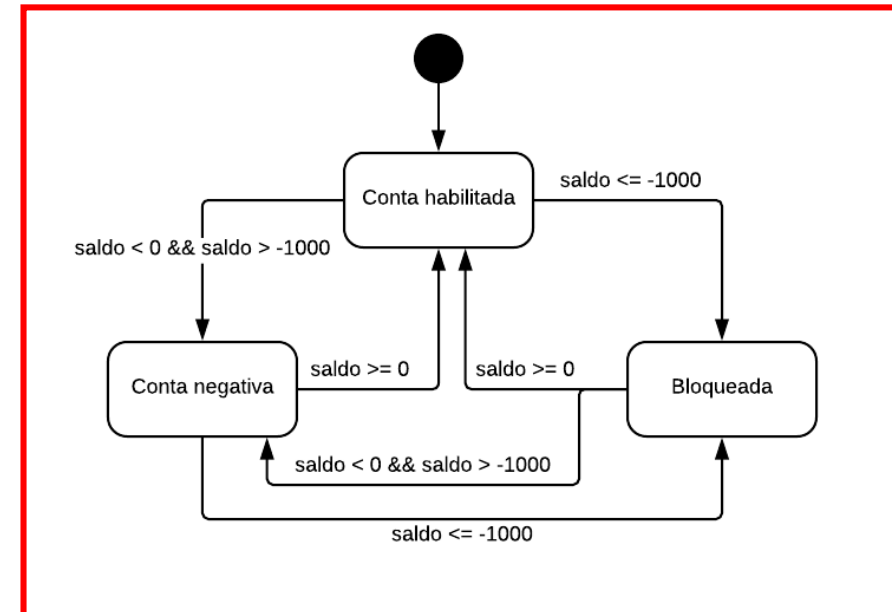 Conta habilitada
saldo <= -1000
saldo < 0 && saldo > -1000
Conta negativa
saldo >= 0
saldo >= 0
Bloqueada
saldo < 0 && saldo > -1000
saldo <= -1000